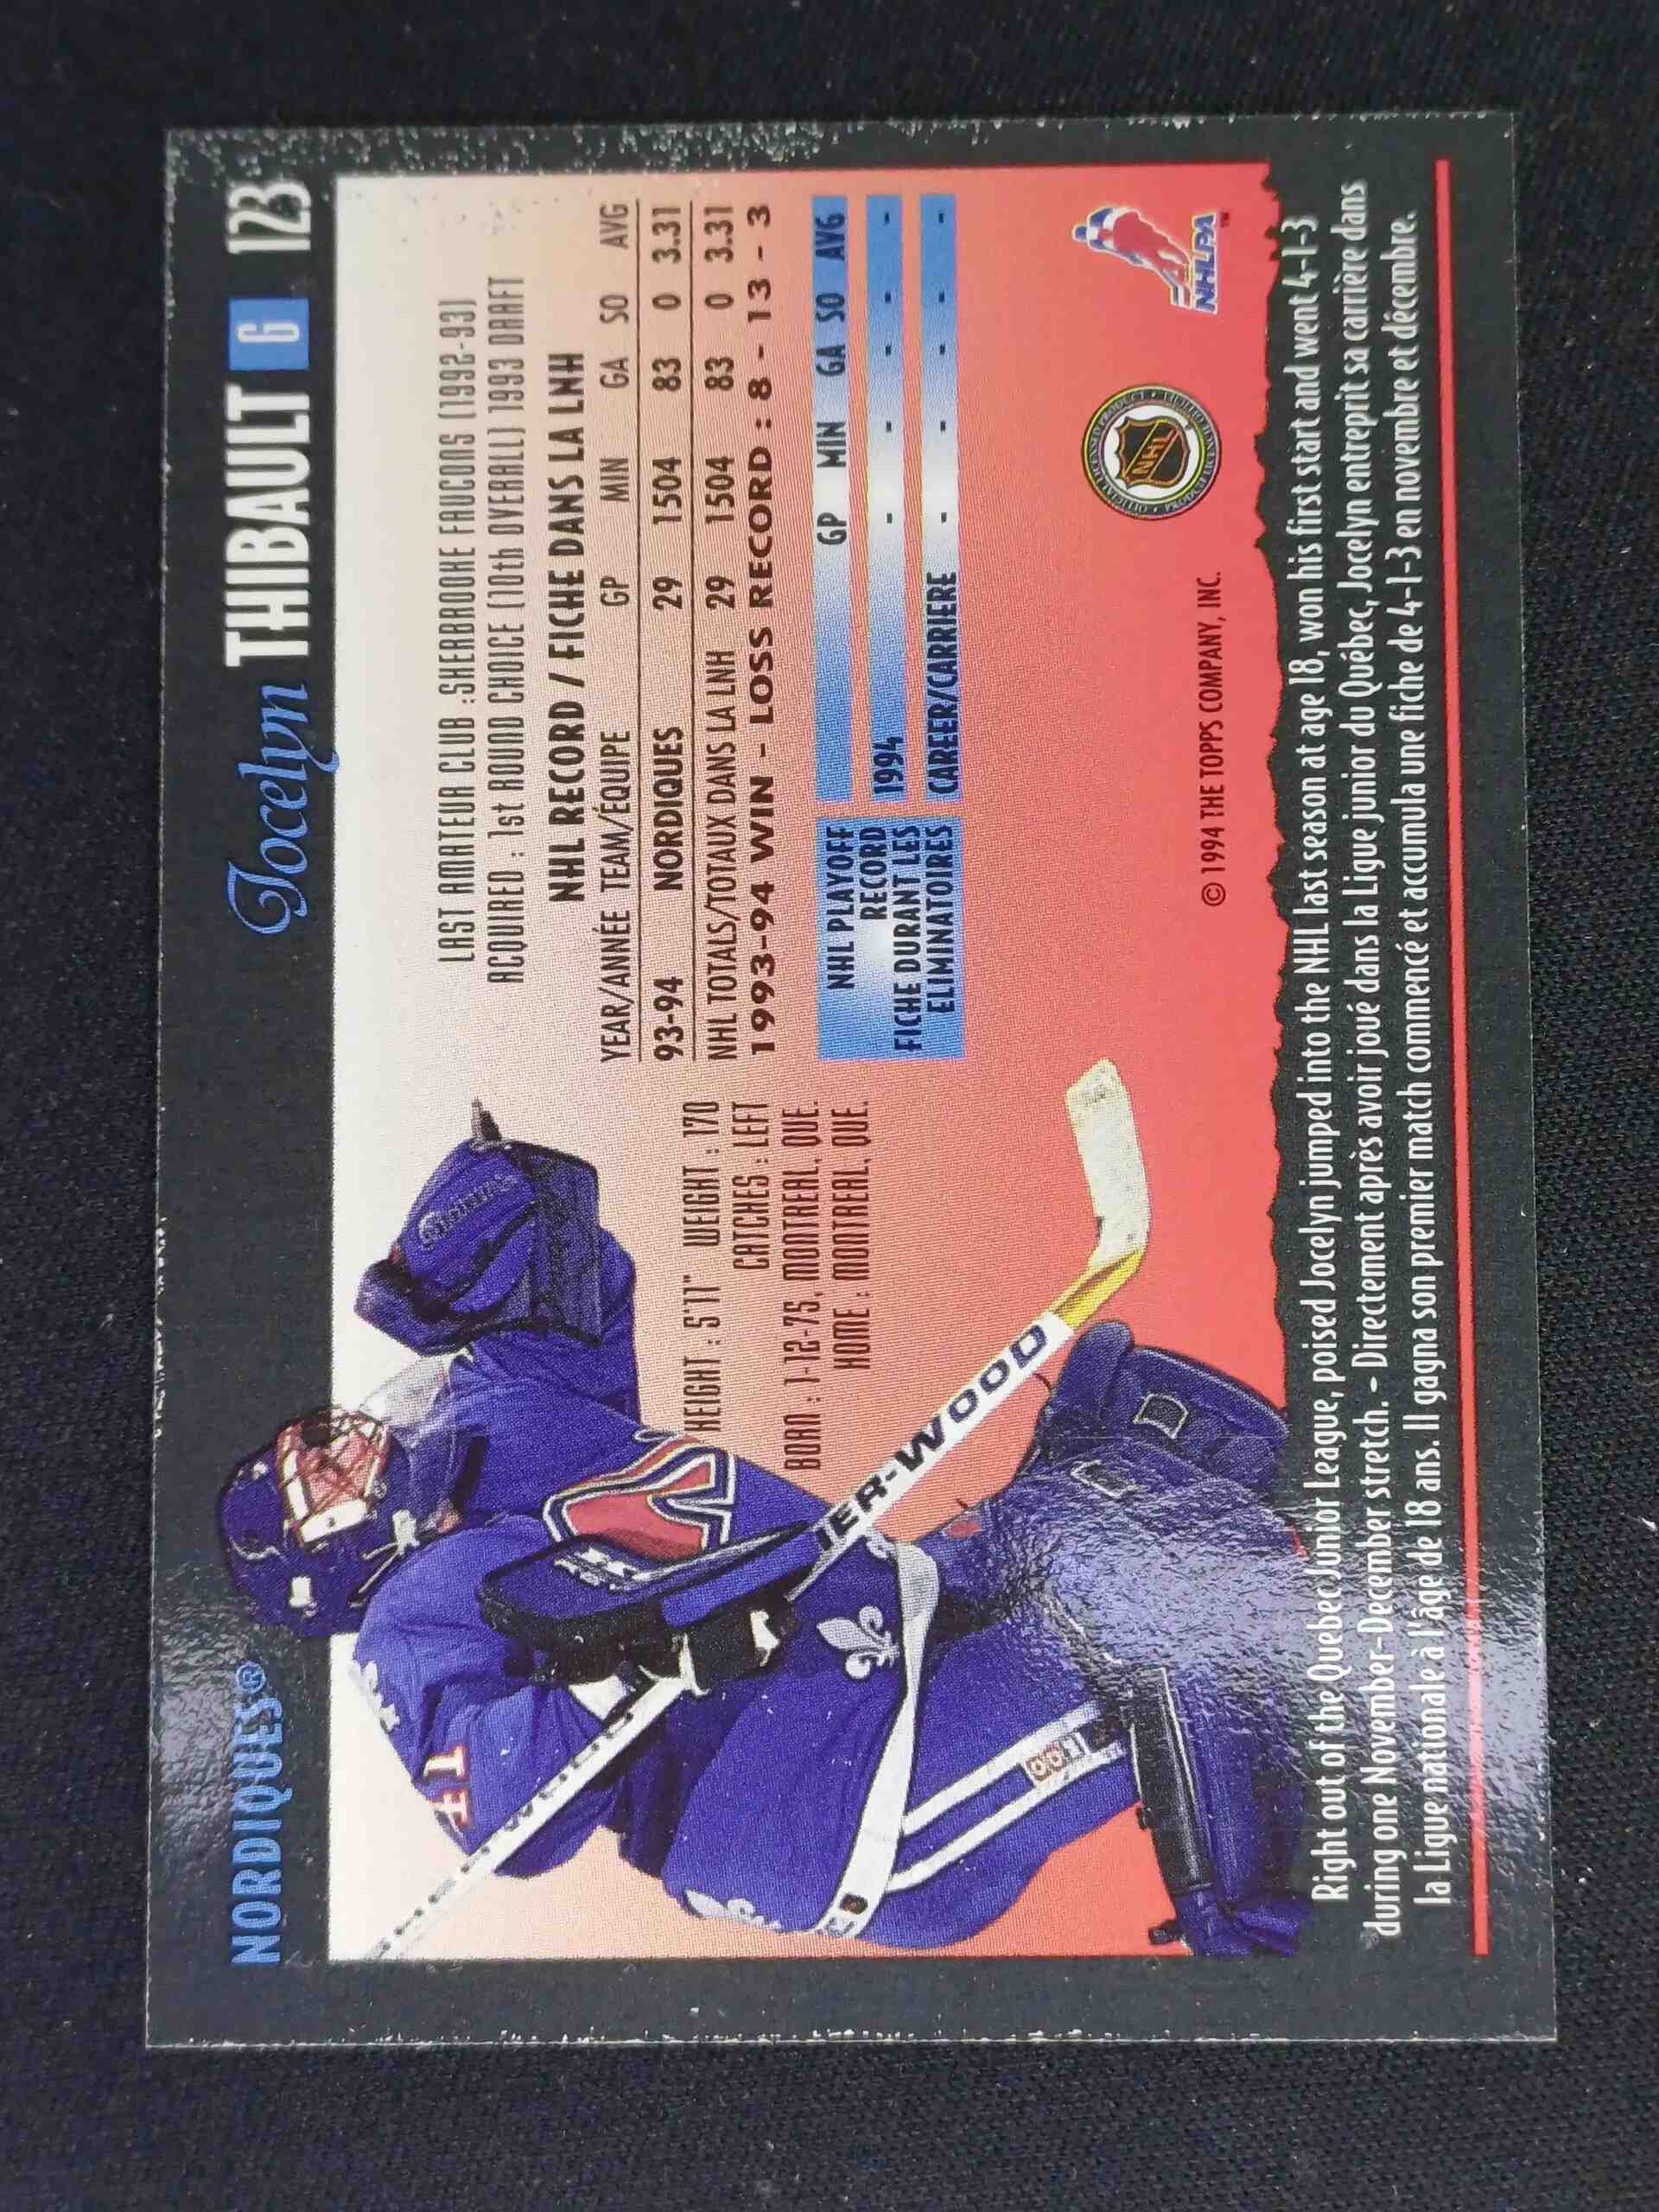 NORDIQUES® Jocelyn THIBAULT G 123
LAST AMATEUR CLUB : SHERBROOKE FAUCONS (1992-93)
ACQUIRED : 1st ROUND CHOICE (10th OVERALL) 1993 DRAFT
NHL RECORD / FICHE DANS LA LNH
YEAR/ANNÉE TEAM/ÉQUIPE GP MIN GA SO AVG
93-94 NORDIQUES 29 1504 83 0 3.31
NHL TOTALS/TOTAUX DANS LA LNH 29 1504 83 0 3.31
1993-94 WIN - LOSS RECORD : 8 - 13 - 3
HEIGHT : 5'11" WEIGHT : 170
CATCHES : LEFT
BORN : 1-12-75, MONTREAL, QUE.
HOME : MONTREAL, QUE.
NHL PLAYOFF
RECORD
FICHE DURANT LES
ELIMINATOIRES
GP MIN GA SO AVG
1994 - - - - -
CAREER/CARRIERE - - - - -
IER-WOOD
© 1994 THE TOPPS COMPANY, INC.
NHL
NHLPA
TM
Right out of the Quebec Junior League, poised Jocelyn jumped into the NHL last season at age 18, won his first start and went 4-1-3
during one November-December stretch. - Directement après avoir joué dans la Ligue junior du Québec, Jocelyn entreprit sa carrière dans
la Ligue nationale à l'âge de 18 ans. Il gagna son premier match commencé et accumula une fiche de 4-1-3 en novembre et décembre.